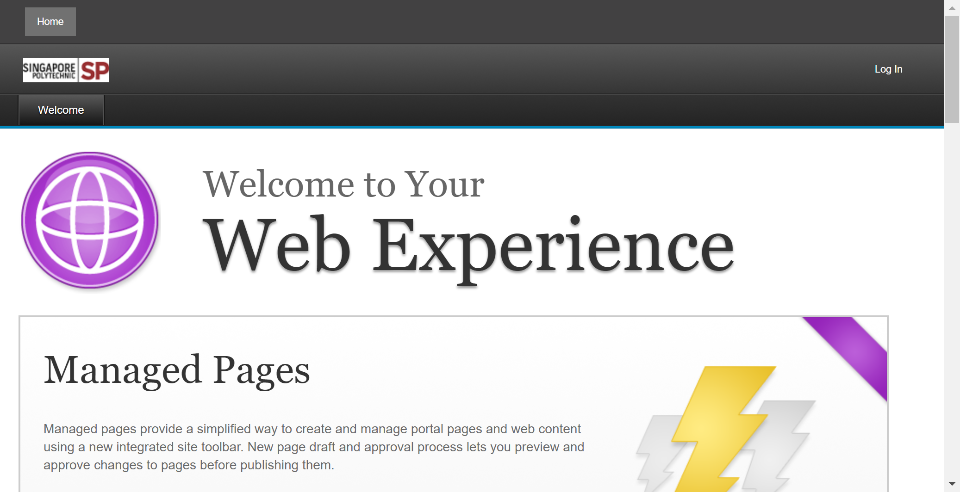 Home
SINGAPORE
POLYTECHNIC
SP
Log In
Welcome
Welcome to Your
Web Experience
Managed Pages
Managed pages provide a simplified way to create and manage portal pages and web content
using a new integrated site toolbar. New page draft and approval process lets you preview and
approve changes to pages before publishing them.